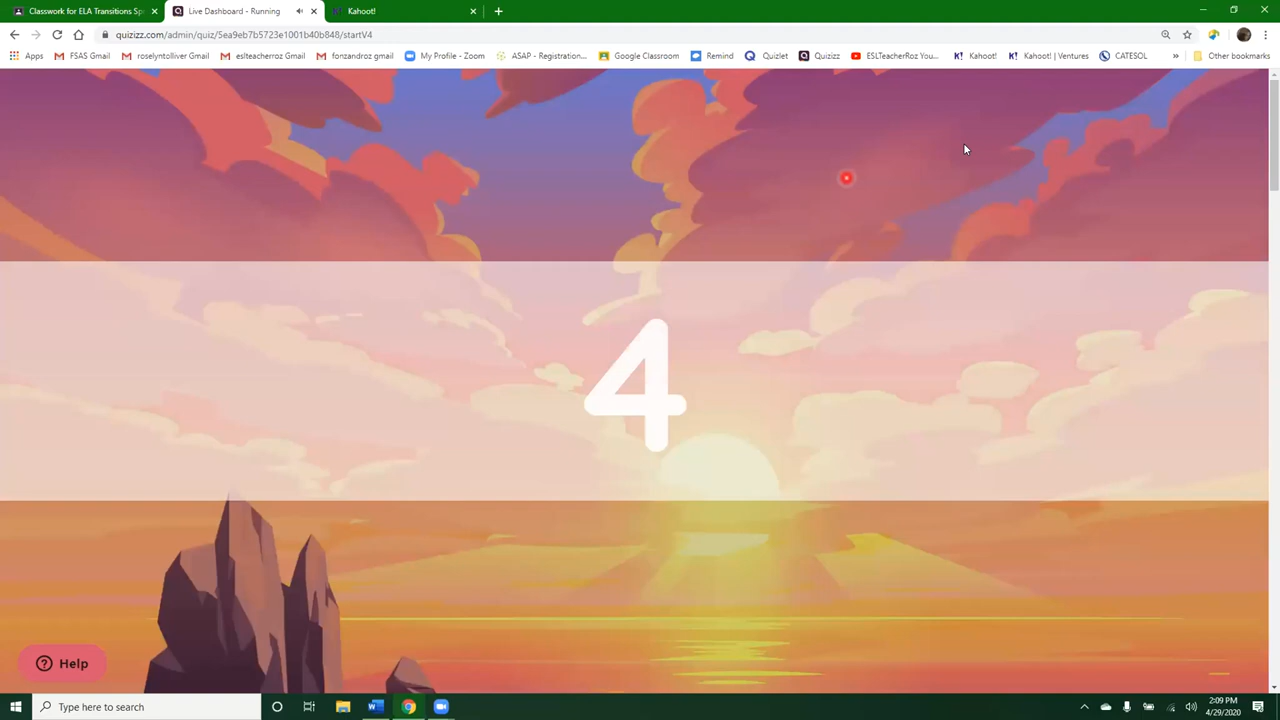 Classwork for ELA Transitions Sp
Live Dashboard - Running
Kahoot!
quizizz.com/admin/quiz/5ea9eb7b5723e1001b40b848/startV4
Apps
FSAS Gmail
roselyntolliver Gmail
eslteacherroz Gmail
fonzandroz gmail
My Profile - Zoom
ASAP - Registration...
Google Classroom
Remind
Quizlet
Quizizz
ESLTeacherRoz You...
Kahoot!
Kahoot! | Ventures
CATESOL
»
Other bookmarks
4
Help
Type here to search
2:09 PM
4/29/2020